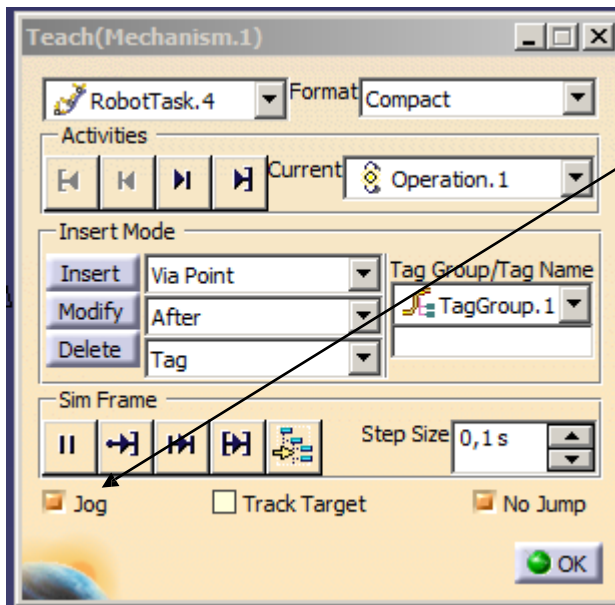 Teach(Mechanism.1)
RobotTask.4 Format Compact
Activities
Current Operation.1
Insert Mode
Insert Via Point Tag Group/Tag Name
Modify After TagGroup.1
Delete Tag
Sim Frame
Step Size 0,1s
Jog Track Target No Jump
OK